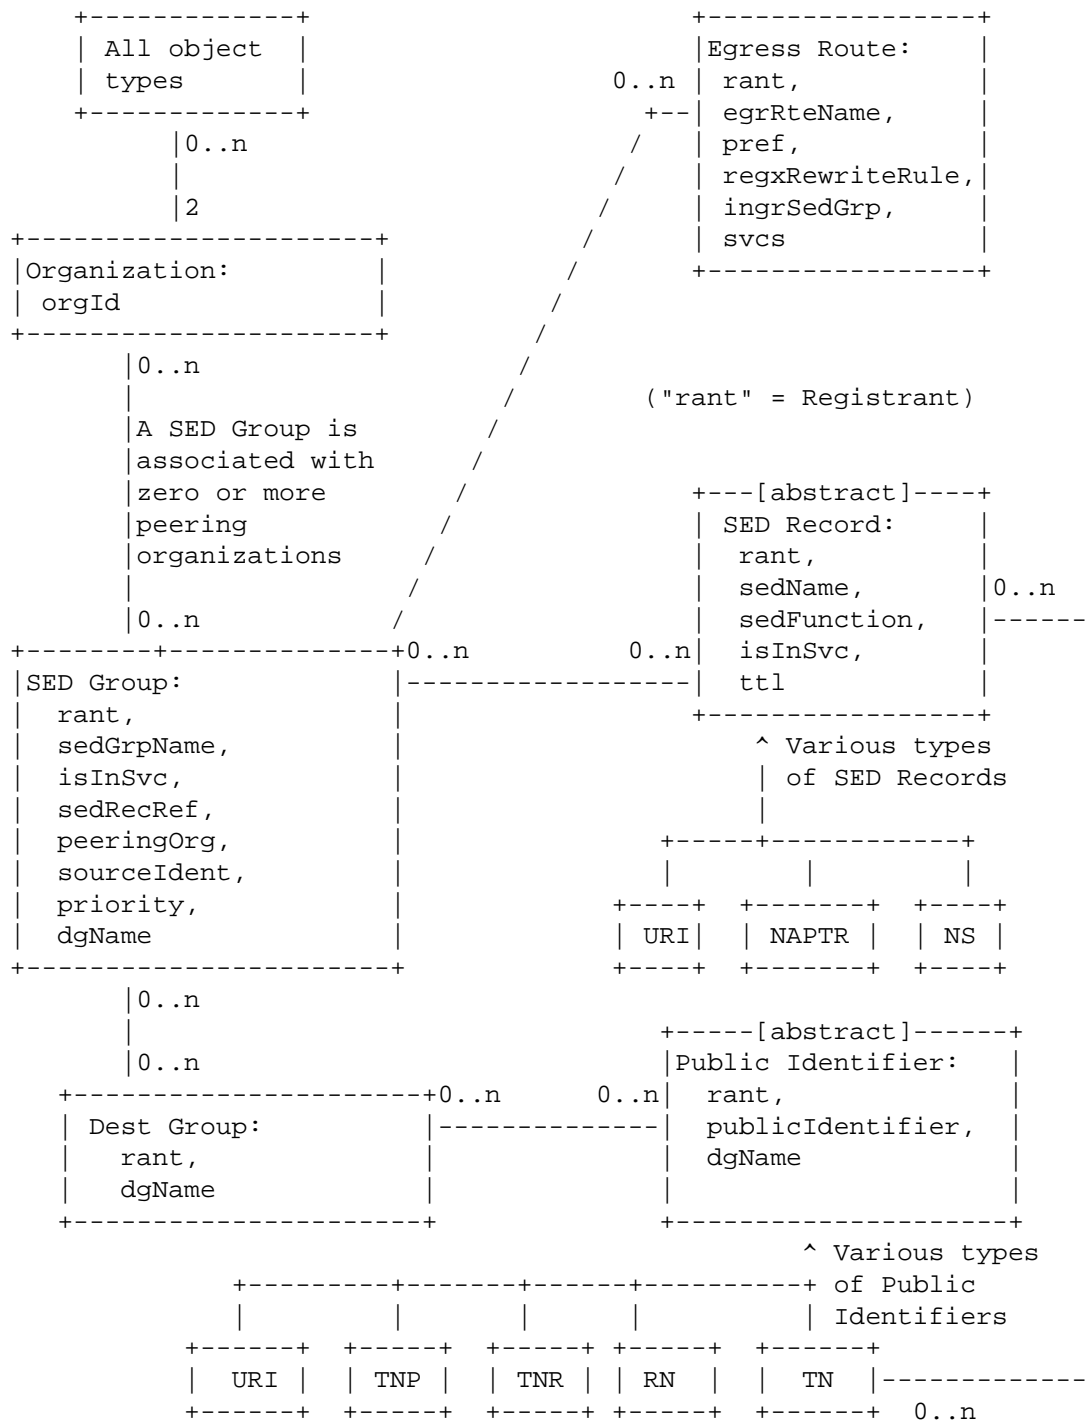 +-------------+                         +-----------------+
    | All object  |                         |Egress Route:    |
    | types       |                    0..n | rant,           |
    +-------------+                      +--| egrRteName,     |
          |0..n                         /   | pref,           |
          |                            /    | regxRewriteRule,|
          |2                          /     | ingrSedGrp,     |
+----------------------+             /      | svcs            |
|Organization:         |            /       +-----------------+
| orgId                |           /
+----------------------+          /
       |0..n                     /
       |                        /        ("rant" = Registrant)
       |A SED Group is         /
       |associated with       /
       |zero or more         /              +---[abstract]----+
       |peering             /               | SED Record:     |
       |organizations      /                |  rant,          |
       |                  /                 |  sedName,       |0..n
       |0..n             /                  |  sedFunction,   |------
+--------+--------------+0..n          0..n|  isInSvc,       |
|SED Group:             |------------------|  ttl            |
|  rant,                |                  +-----------------+
|  sedGrpName,          |                      ^ Various types
|  isInSvc,             |                      | of SED Records
|  sedRecRef,           |                      |
|  peeringOrg,          |                +-----+------------+
|  sourceIdent,         |                |        |         |
|  priority,            |             +----+  +-------+  +----+
|  dgName               |             | URI|  | NAPTR |  | NS |
+-----------------------+             +----+  +-------+  +----+
       |0..n
       |                                 +-----[abstract]------+
       |0..n                             |Public Identifier:   |
   +----------------------+0..n      0..n|  rant,              |
   | Dest Group:          |--------------|  publicIdentifier,  |
   |   rant,              |              |  dgName             |
   |   dgName             |              |                     |
   +----------------------+              +---------------------+
                                                  ^ Various types
              +---------+-------+------+----------+ of Public
              |         |       |      |          | Identifiers
           +------+  +-----+  +-----+ +-----+  +------+
           |  URI |  | TNP |  | TNR | | RN  |  |  TN  |-------------
           +------+  +-----+  +-----+ +-----+  +------+  0..n